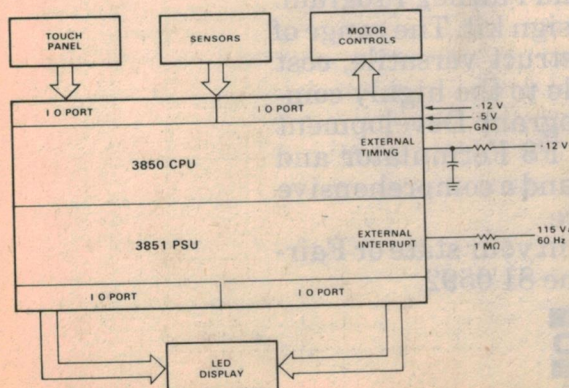 TOUCH
PANEL
SENSORS
MOTOR
CONTROLS
I O PORT
I O PORT
12 V
5 V
GND
EXTERNAL
TIMING
12 V
3850 CPU
3851 PSU
EXTERNAL
INTERRUPT
1 MΩ
115 V
60 Hz
I O PORT
I O PORT
LED
DISPLAY